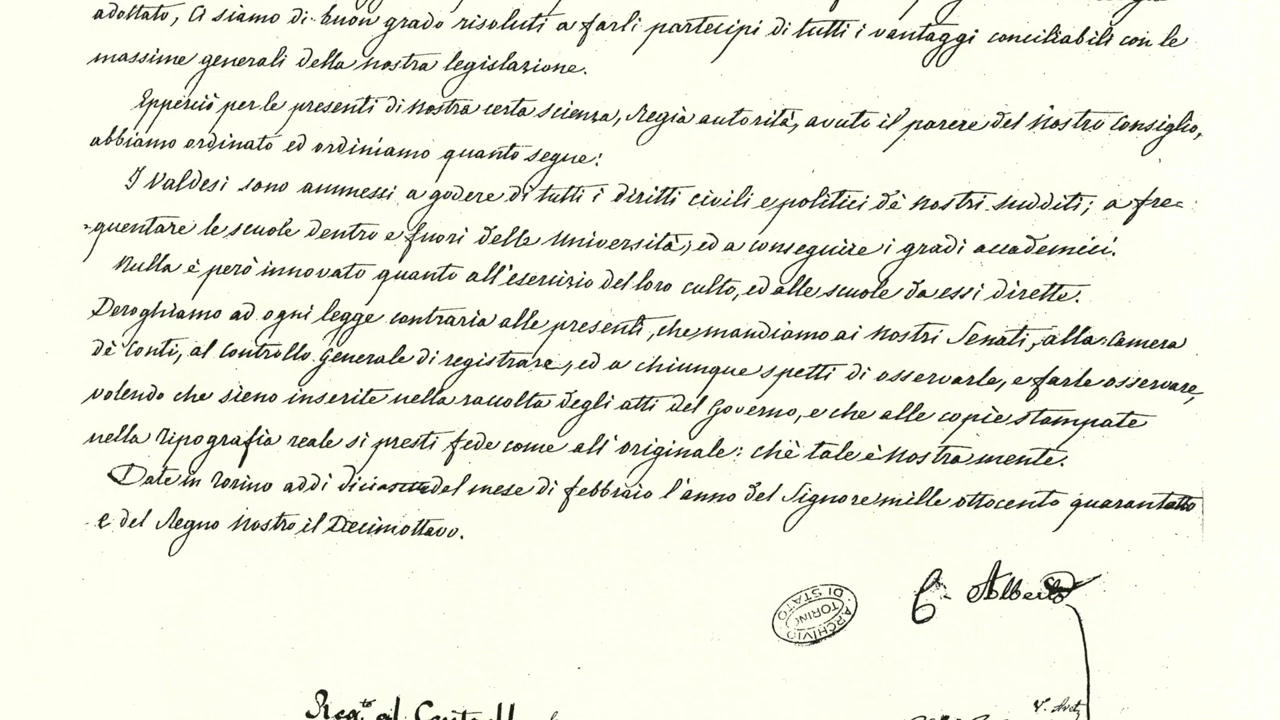 adottato, Ci siamo di buon grado risoluti a farli partecipi di tutti i vantaggi conciliabili con le
massime generali della nostra legislazione.
Epperciò per le presenti di nostra certa scienza, Regia autorità, avuto il parere del Nostro Consiglio,
abbiamo ordinato ed ordiniamo quanto segue:
I Valdesi sono ammessi a godere di tutti i diritti civili e politici de' nostri sudditi; a fre-
quentare le scuole dentro e fuori delle Università, ed a conseguire i gradi accademici.
Nulla è però innovato quanto all'esercizio del loro culto, ed alle scuole da essi dirette.
Deroghiamo ad ogni legge contraria alle presenti, che mandiamo ai Nostri Senati, alla Camera
de' Conti, al Controllo Generale di registrare, ed a chiunque spetti di osservarle, e farle osservare,
volendo che sieno inserite nella raccolta degli atti del Governo, e che alle copie stampate
nella Tipografia reale si presti fede come all'originale: chè tale è Nostra mente.
Date in Torino addì del mese di febbraio l'anno del Signore mille ottocento quarantotto
e del Regno Nostro il Decimottavo.
C. Alberto
ARCHIVIO DI STATO
TORINO
Reg.to al Controllo